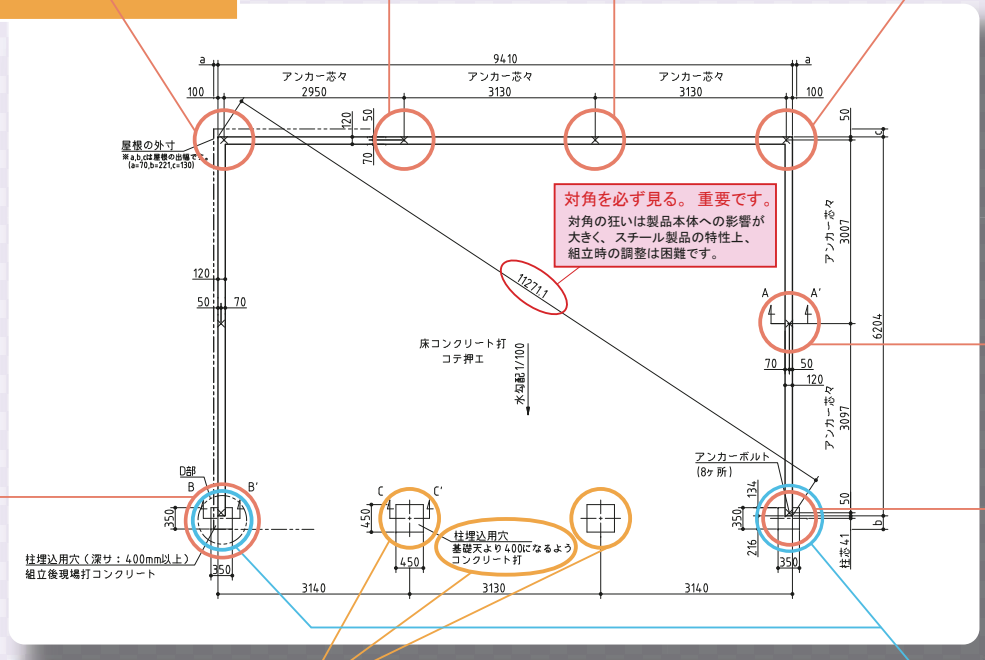 a 9410 a
アンカー芯々 アンカー芯々 アンカー芯々
100 2950 3130 3130 100
120 50 70
50 c
屋根の外寸
※a,b,cは屋根の出幅です。
(a=70,b=221,c=130)
対角を必ず見る。 重要です。
対角の狂いは製品本体への影響が
大きく、スチール製品の特性上、
組立時の調整は困難です。
アンカー芯々 3007
6204
120
50 70
11271.1
A A'
床コンクリート打
コテ押エ
水勾配1/100
70 50
120
アンカー芯々 3097
アンカーボルト
(8ヶ所)
D部
B B'
C C'
350
450
134
350
216
50
b
柱埋込用穴
基礎天より400になるよう
コンクリート打
柱埋込用穴(深サ:400mm以上)
組立後現場打コンクリート
350
450
350
柱芯41
3140 3130 3140